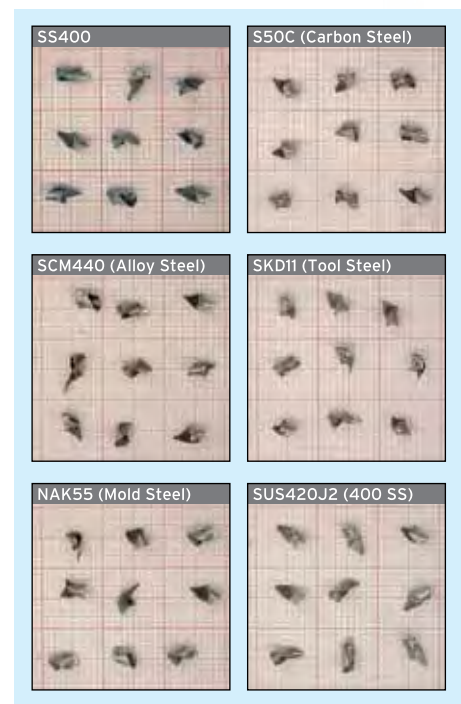 SS400
S50C (Carbon Steel)
SCM440 (Alloy Steel)
SKD11 (Tool Steel)
NAK55 (Mold Steel)
SUS420J2 (400 SS)